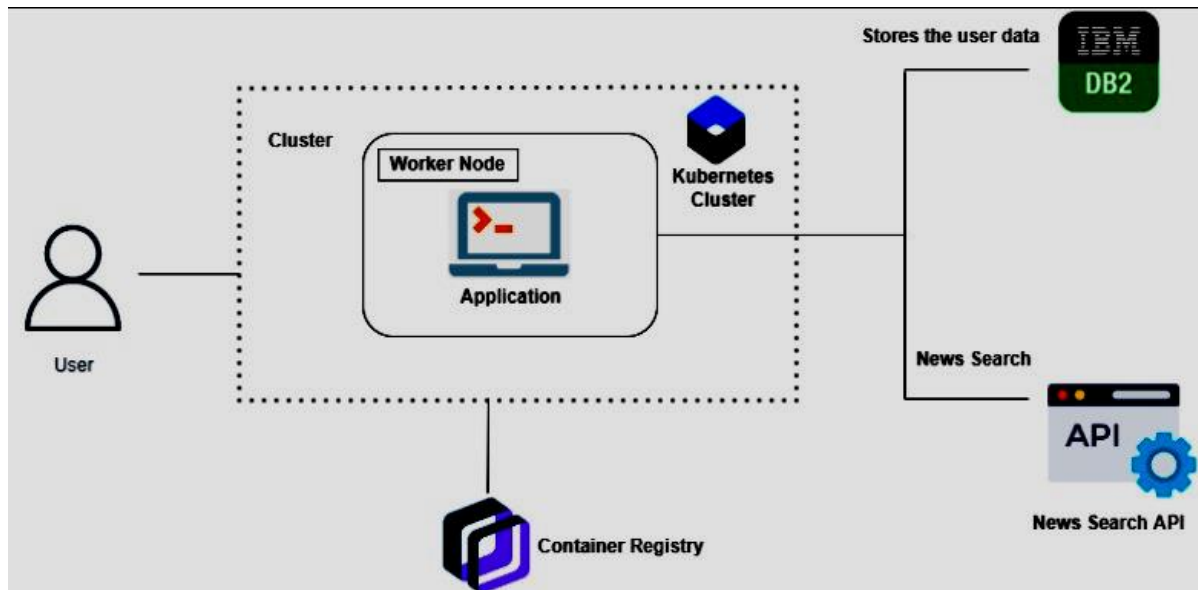 Stores the user data
IBM
DB2
Cluster
Worker Node
Kubernetes
Cluster
Application
User
News Search
API
News Search API
Container Registry